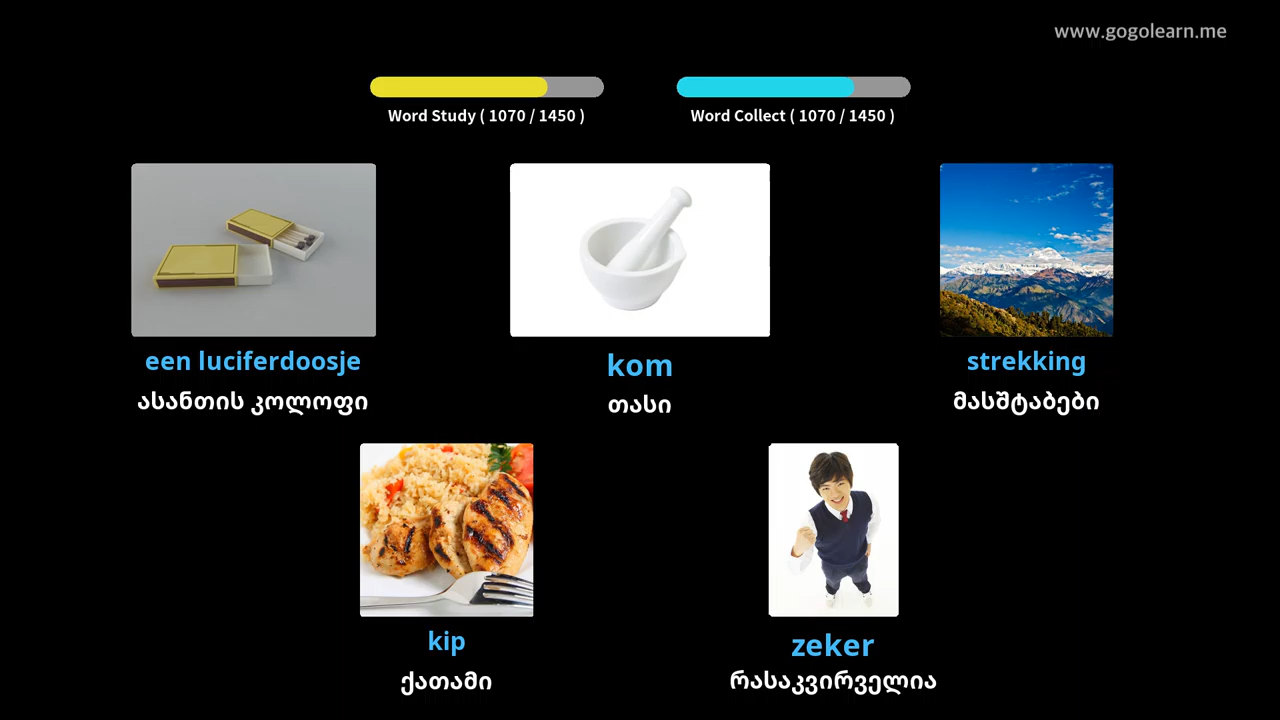 www.gogolearn.me
Word Study ( 1070 / 1450 )
Word Collect ( 1070 / 1450 )
een luciferdoosje
ასანთის კოლოფი
kom
თასი
strekking
მასშტაბები
kip
ქათამი
zeker
რასაკვირველია